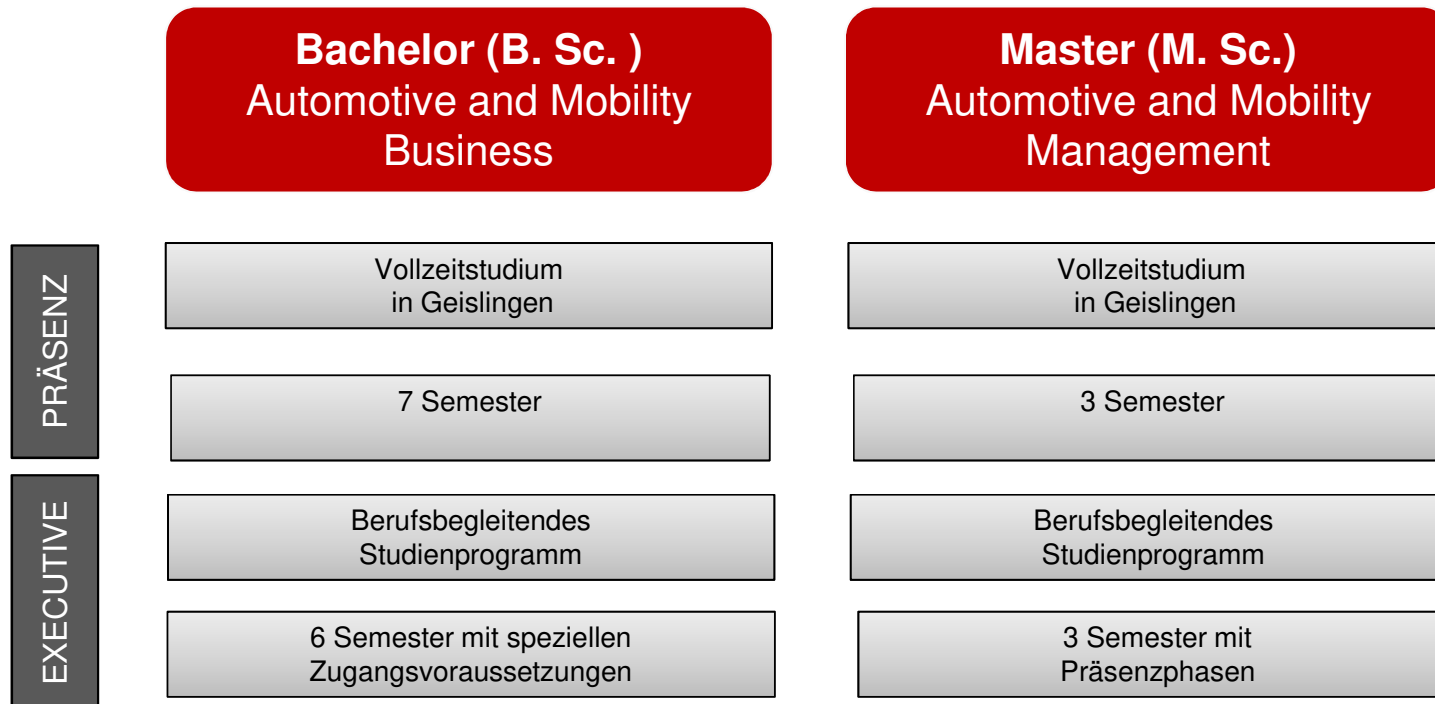 Bachelor (B. Sc. )
Automotive and Mobility
Business
Master (M. Sc.)
Automotive and Mobility
Management
PRÄSENZ
Vollzeitstudium
in Geislingen
Vollzeitstudium
in Geislingen
7 Semester
3 Semester
EXECUTIVE
Berufsbegleitendes
Studienprogramm
Berufsbegleitendes
Studienprogramm
6 Semester mit speziellen
Zugangsvoraussetzungen
3 Semester mit
Präsenzphasen